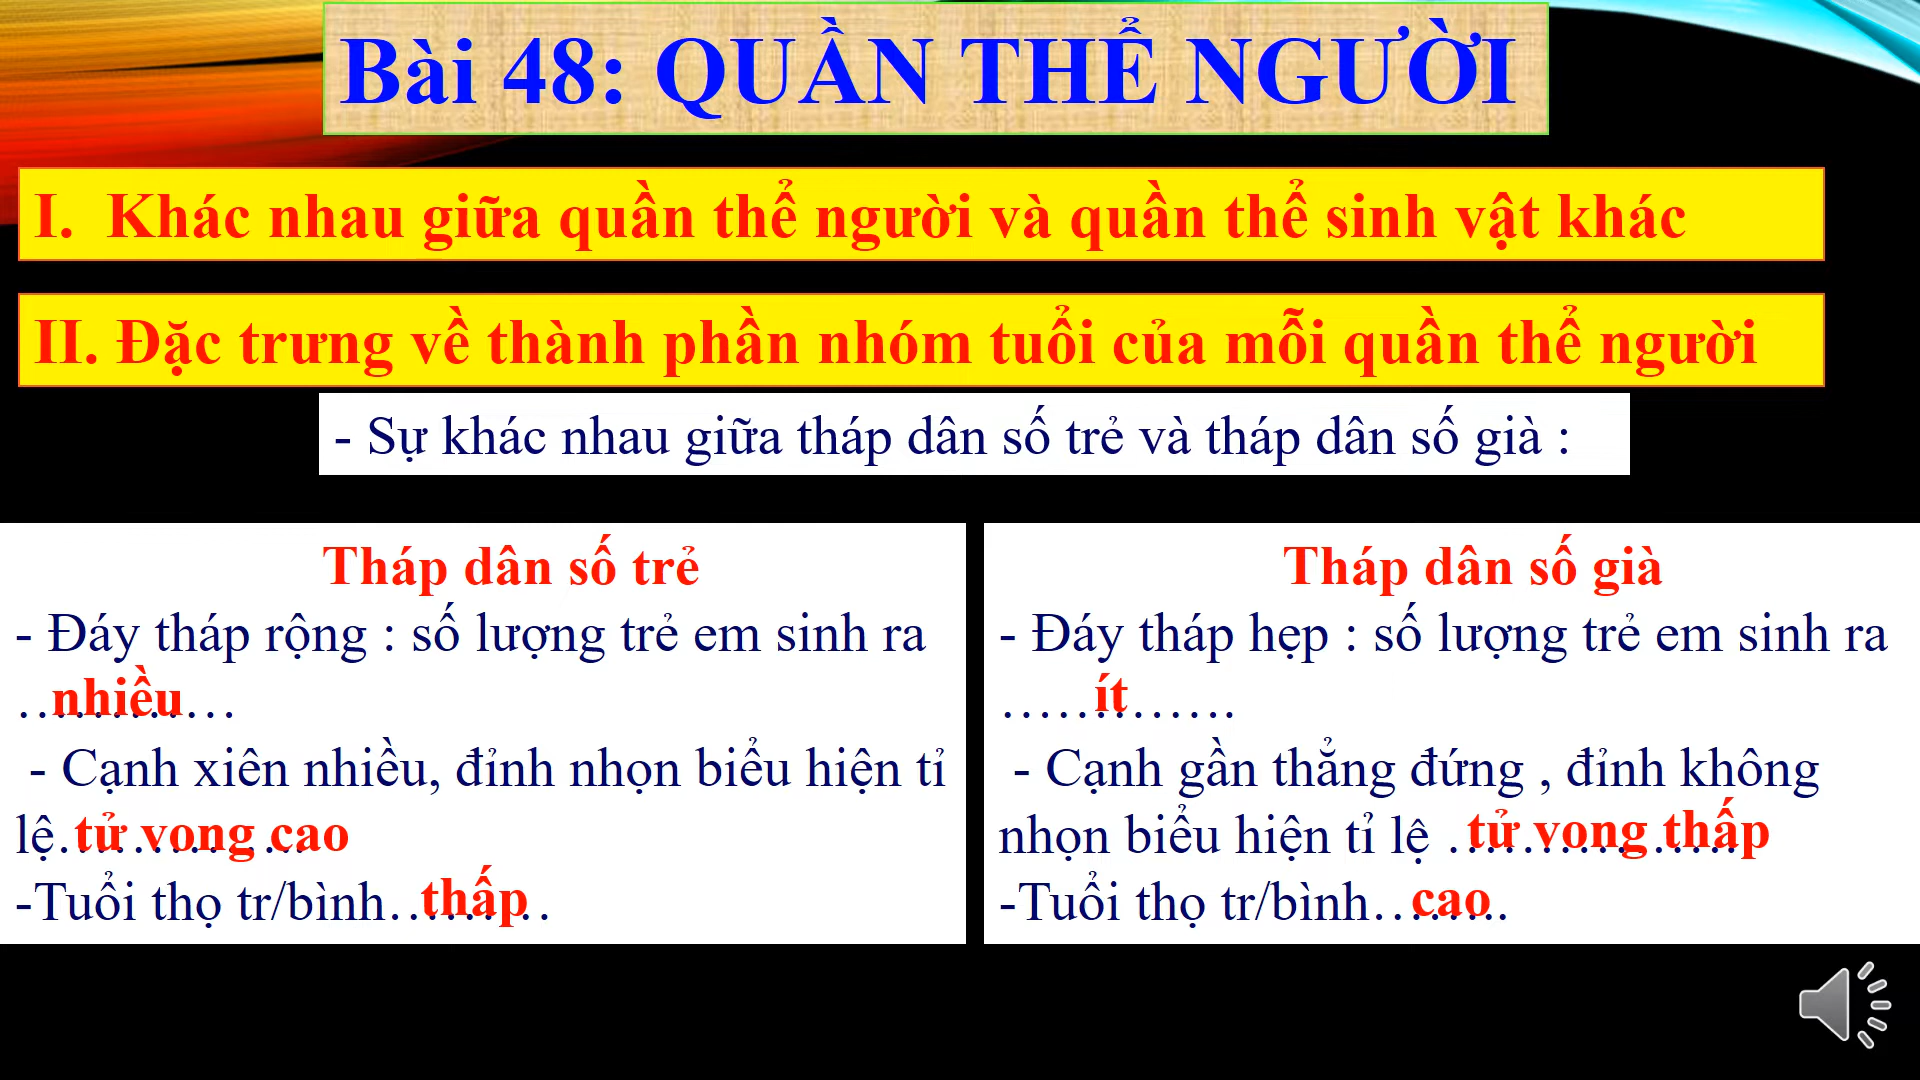 Bài 48: QUẦN THỂ NGƯỜI
I. Khác nhau giữa quần thể người và quần thể sinh vật khác
II. Đặc trưng về thành phần nhóm tuổi của mỗi quần thể người
- Sự khác nhau giữa tháp dân số trẻ và tháp dân số già :
Tháp dân số trẻ
- Đáy tháp rộng : số lượng trẻ em sinh ra
…nhiều……
- Cạnh xiên nhiều, đỉnh nhọn biểu hiện tỉ
lệ…tử vong cao
-Tuổi thọ tr/bình…thấp…
Tháp dân số già
- Đáy tháp hẹp : số lượng trẻ em sinh ra
……ít…….
- Cạnh gần thẳng đứng , đỉnh không
nhọn biểu hiện tỉ lệ …tử vong thấp
-Tuổi thọ tr/bình…cao..